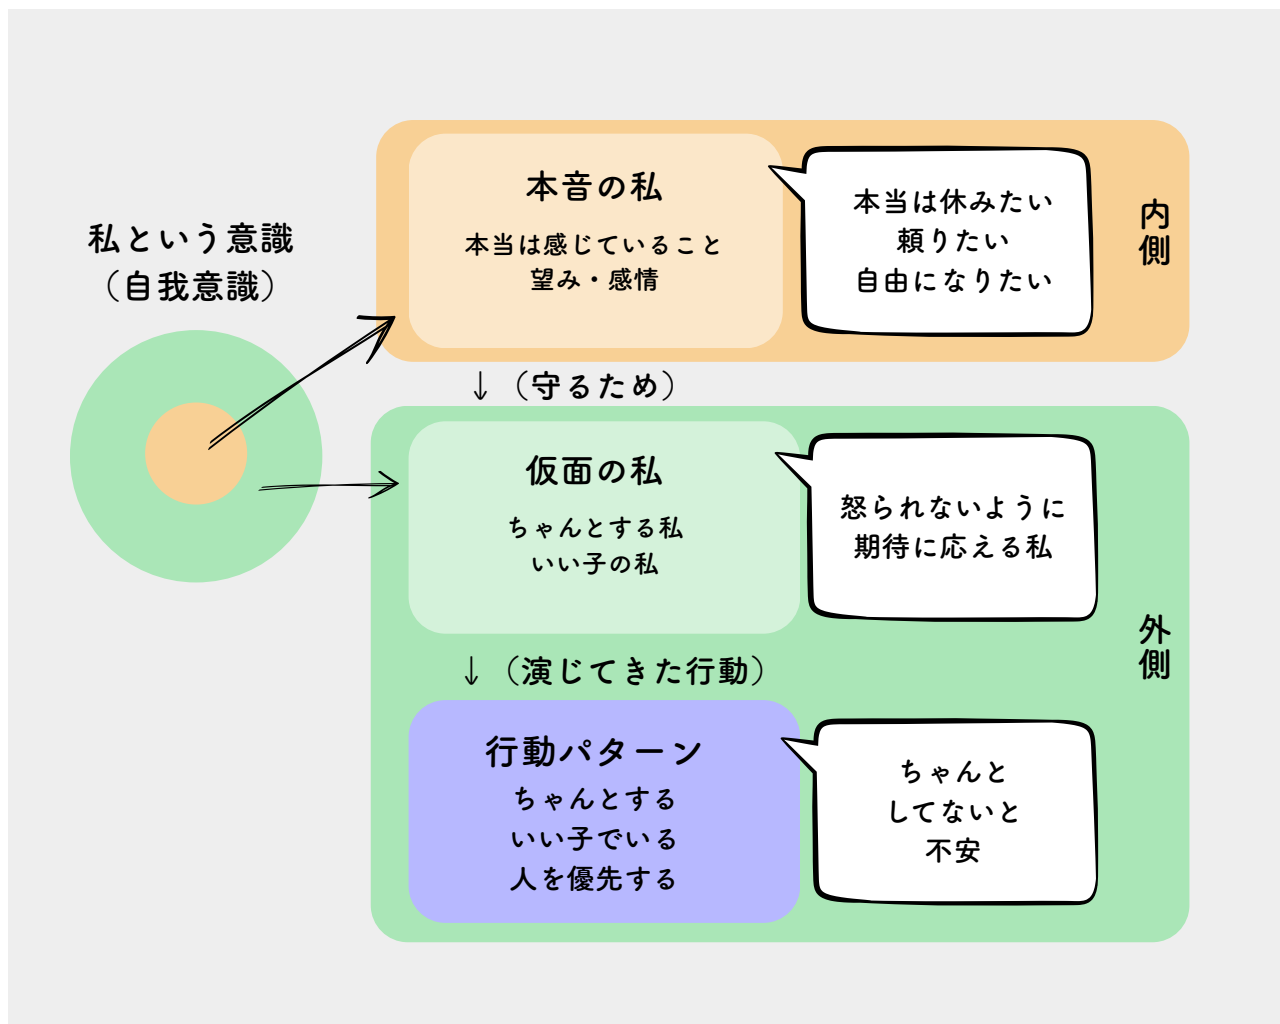 私という意識
（自我意識）
本音の私
本当は感じていること
望み・感情
本当は休みたい
頼りたい
自由になりたい
内側
↓（守るため）
仮面の私
ちゃんとする私
いい子の私
怒られないように
期待に応える私
外側
↓（演じてきた行動）
行動パターン
ちゃんとする
いい子でいる
人を優先する
ちゃんと
してないと
不安